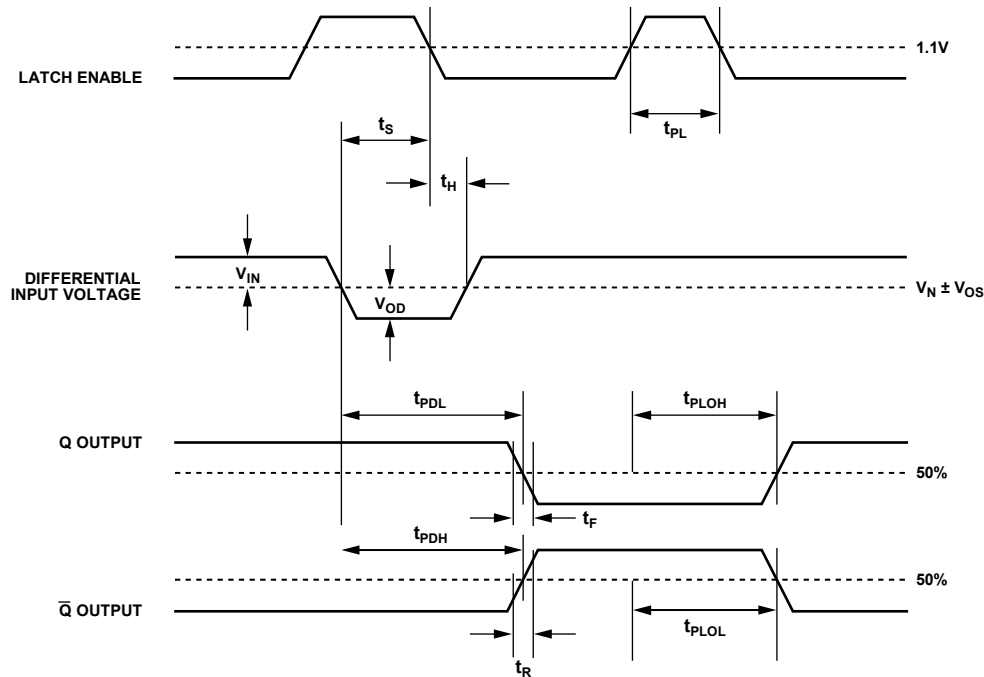 1.1V
LATCH ENABLE
tS
tPL
tH
VIN
DIFFERENTIAL
INPUT VOLTAGE
VOD
VN ± VOS
tPDL
tPLOH
Q OUTPUT
50%
tF
tPDH
50%
Q̅ OUTPUT
tPLOL
tR